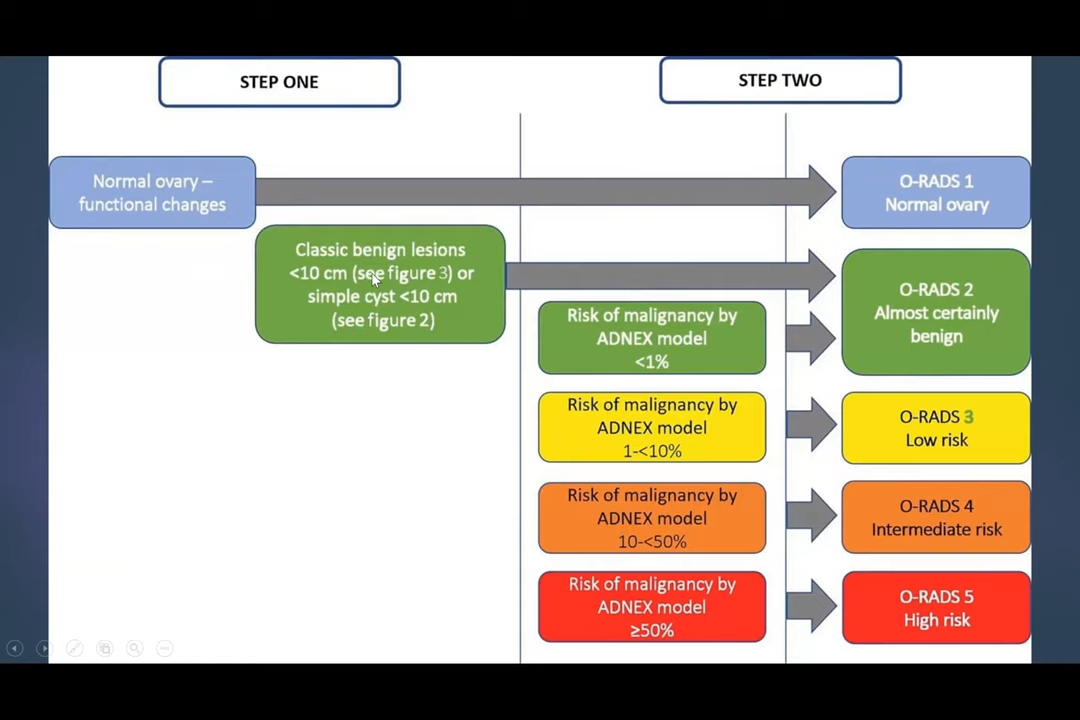 STEP ONE
STEP TWO
Normal ovary –
functional changes
O-RADS 1
Normal ovary
Classic benign lesions
<10 cm (see figure 3) or
simple cyst <10 cm
(see figure 2)
O-RADS 2
Almost certainly
benign
Risk of malignancy by
ADNEX model
<1%
Risk of malignancy by
ADNEX model
1-<10%
O-RADS 3
Low risk
Risk of malignancy by
ADNEX model
10-<50%
O-RADS 4
Intermediate risk
Risk of malignancy by
ADNEX model
≥50%
O-RADS 5
High risk